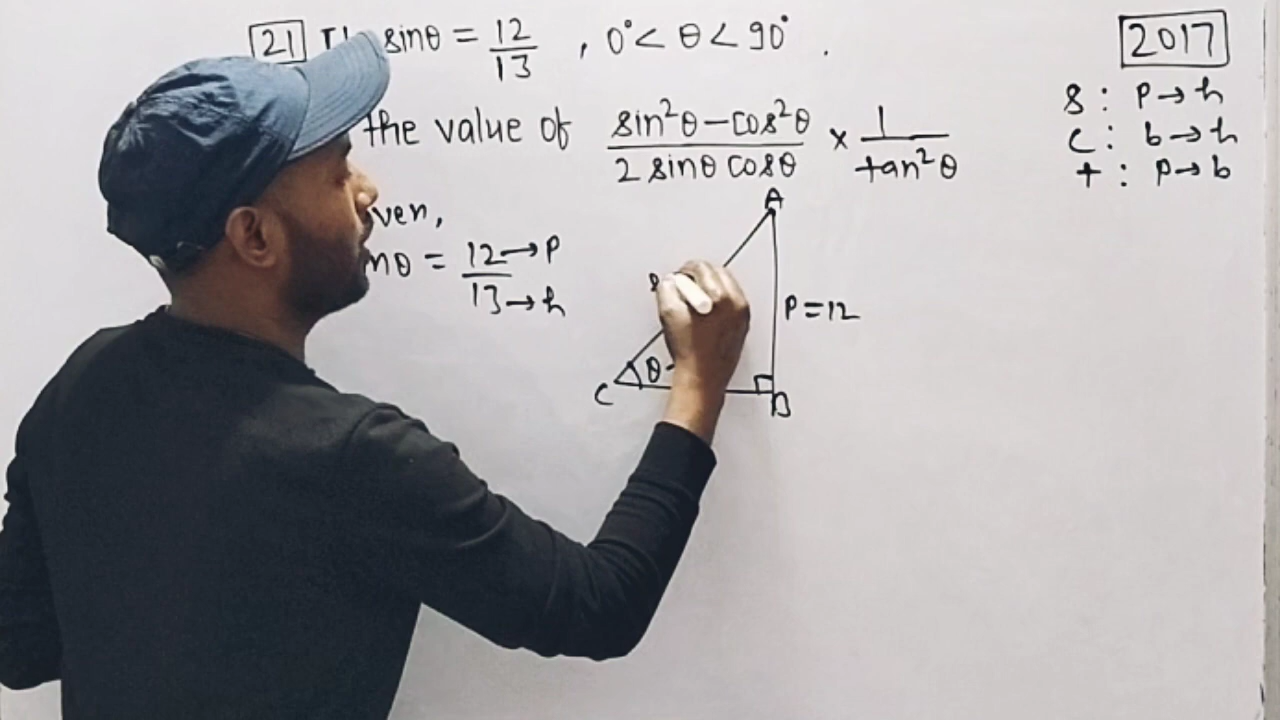 21 sinθ = 12/13 , 0° < θ < 90° .
2017
the value of (sin²θ − cos²θ)/(2 sinθ cosθ) × 1/tan²θ
s : p → h
c : b → h
t : p → b
ven,
nθ = 12 → p / 13 → h
A
P = 12
θ
C
B